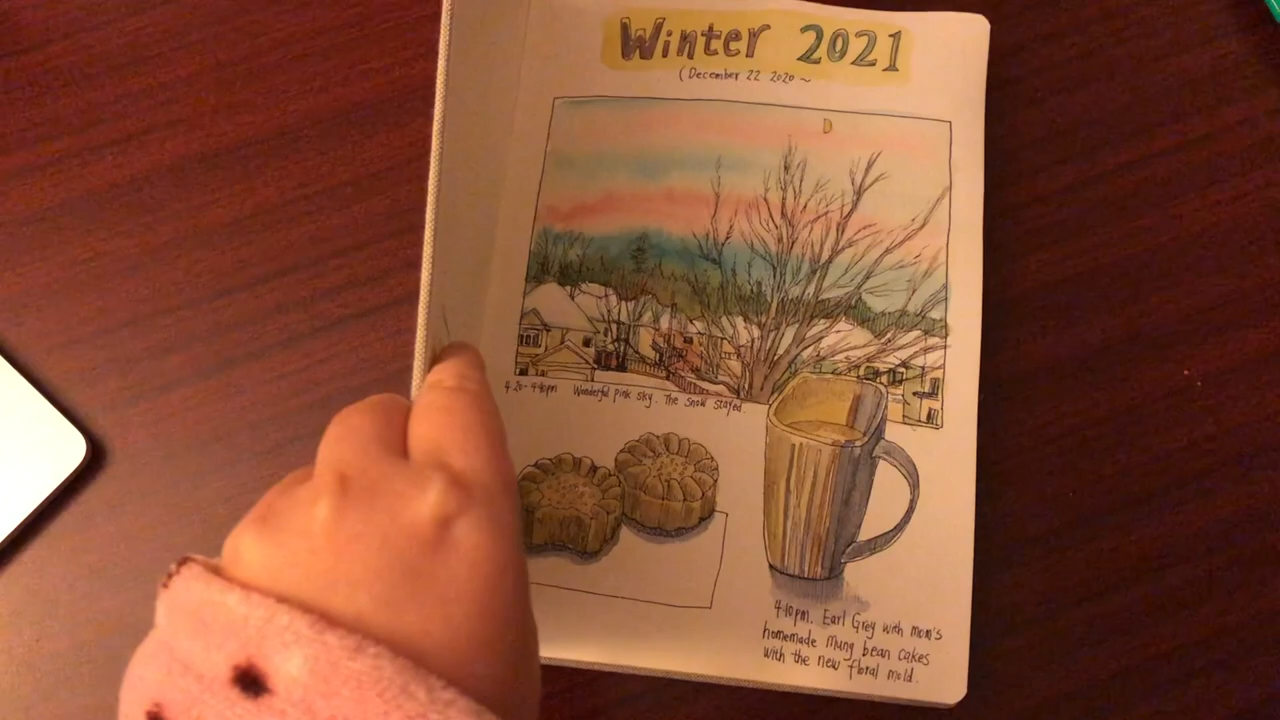 Winter 2021
(December 22 2020 ~
4:20-4:40pm Wonderful pink sky. The snow stayed.
4:10pm. Earl Grey with mom's
homemade mung bean cakes
with the new floral mold.